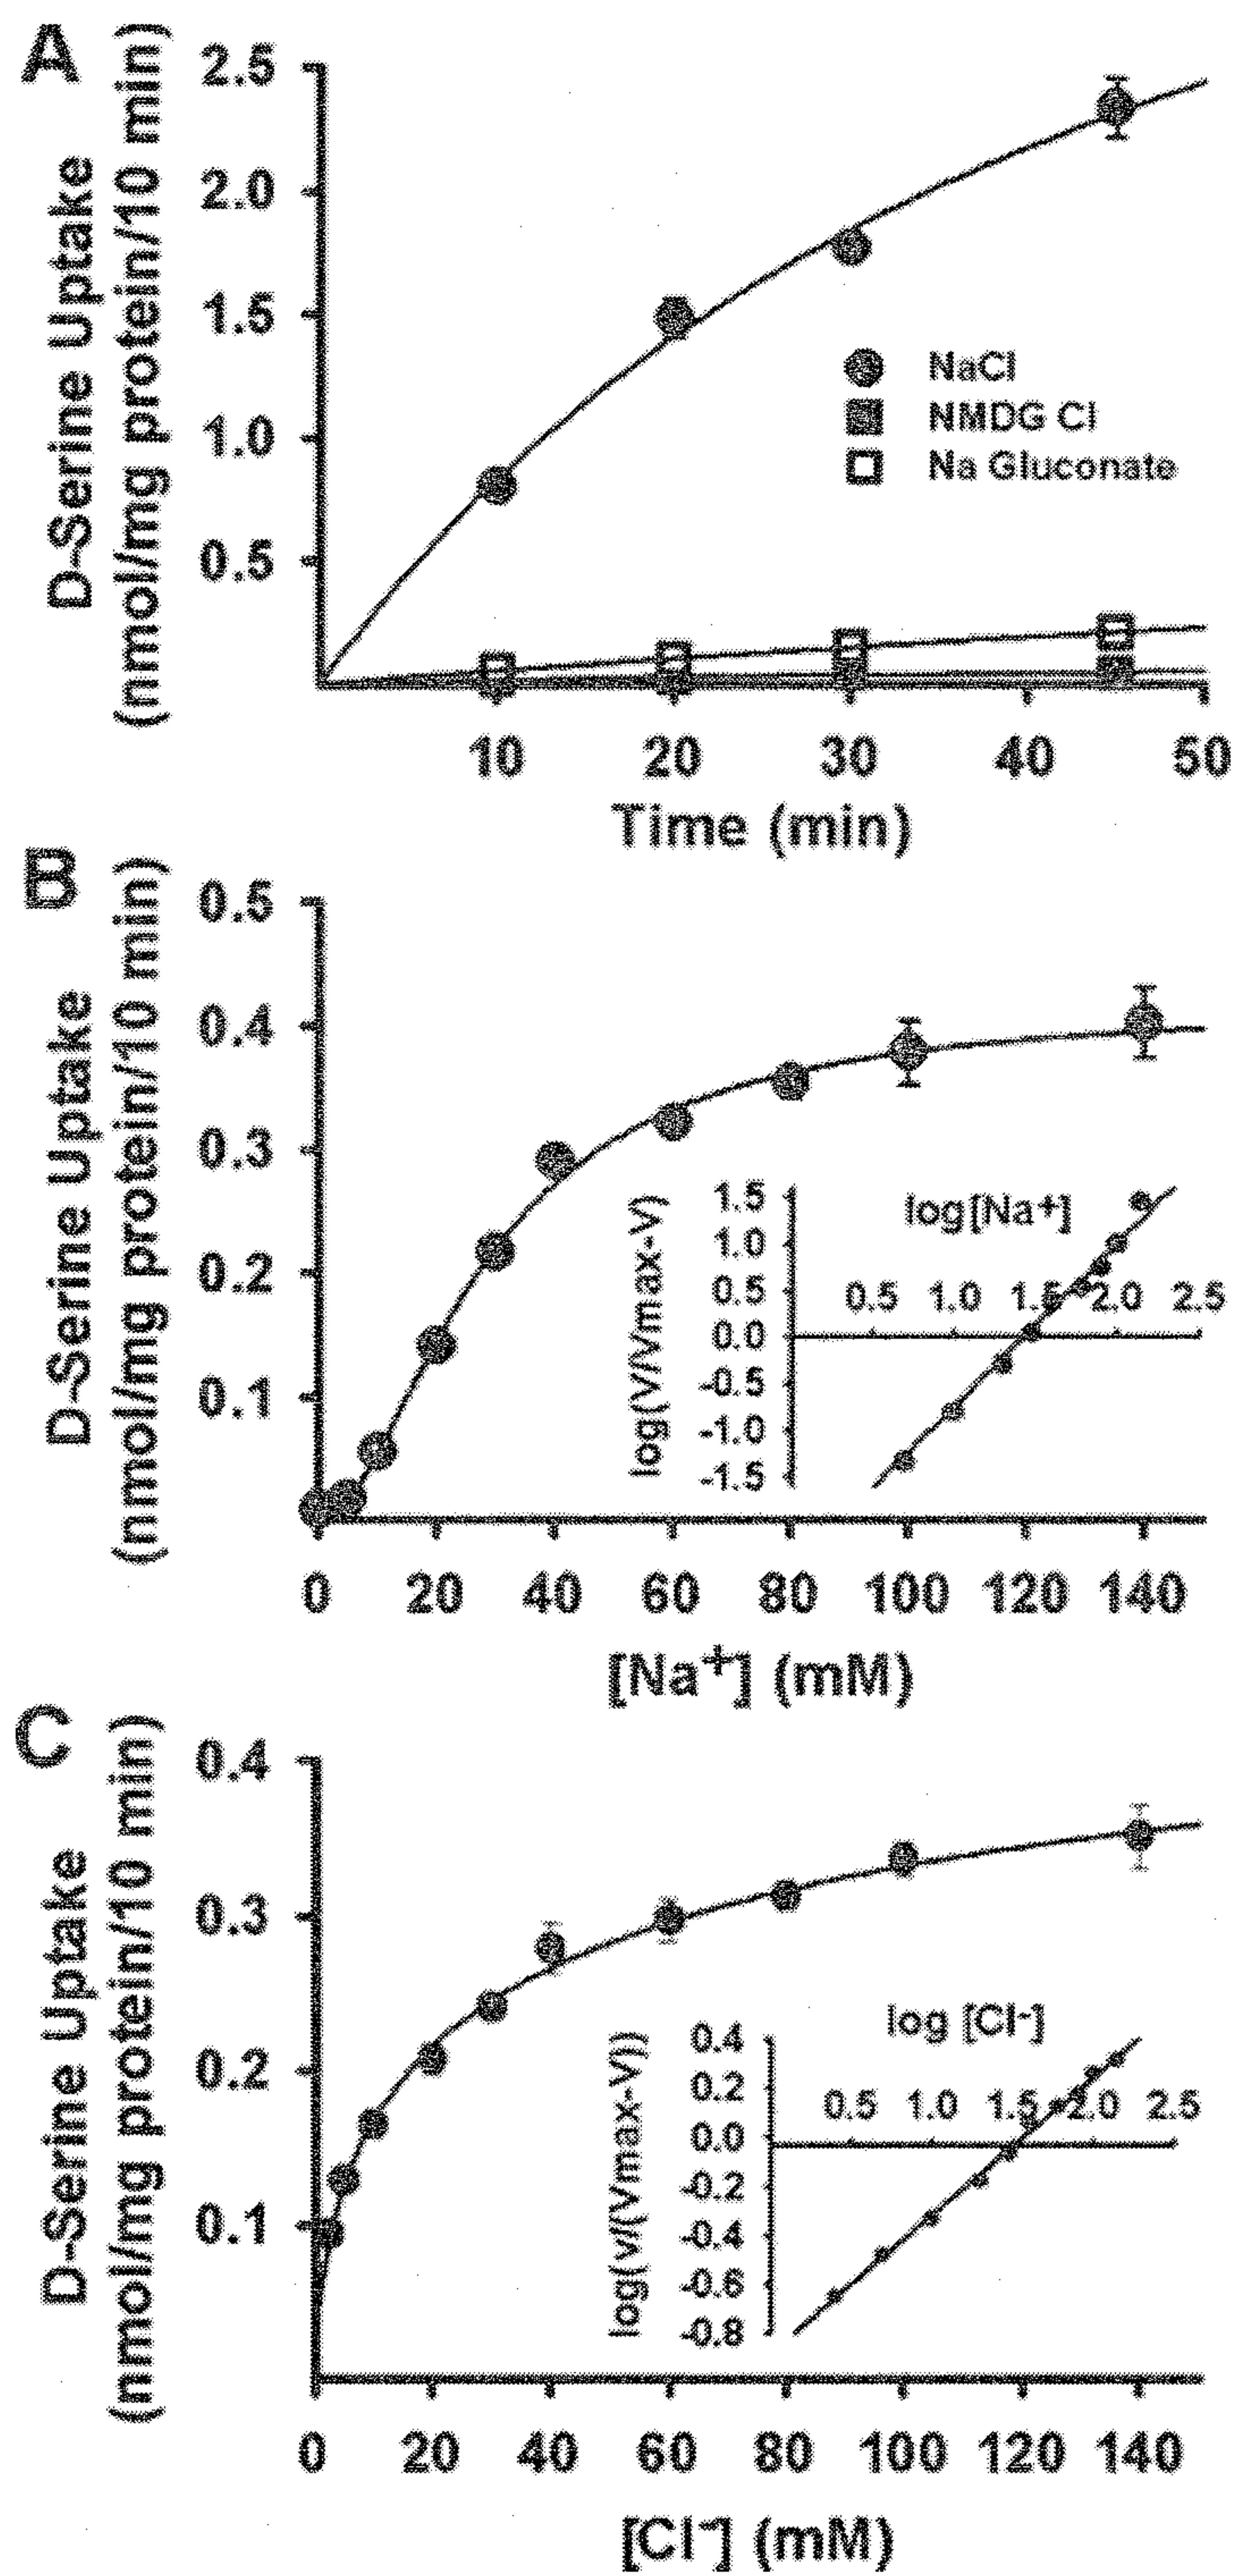 A
D-Serine Uptake
(nmol/mg protein/10 min)
2.5
2.0
1.5
1.0
0.5
NaCl
NMDG Cl
Na Gluconate
10 20 30 40 50
Time (min)
B
D-Serine Uptake
(nmol/mg protein/10 min)
0.5
0.4
0.3
0.2
0.1
log(V/Vmax-V)
log[Na+]
1.5
1.0
0.5
0.0
-0.5
-1.0
-1.5
0.5 1.0 1.5 2.0 2.5
0 20 40 60 80 100 120 140
[Na+] (mM)
C
D-Serine Uptake
(nmol/mg protein/10 min)
0.4
0.3
0.2
0.1
log(v/(Vmax-V))
log [Cl-]
0.4
0.2
0.0
-0.2
-0.4
-0.6
-0.8
0.5 1.0 1.5 2.0 2.5
0 20 40 60 80 100 120 140
[Cl-] (mM)